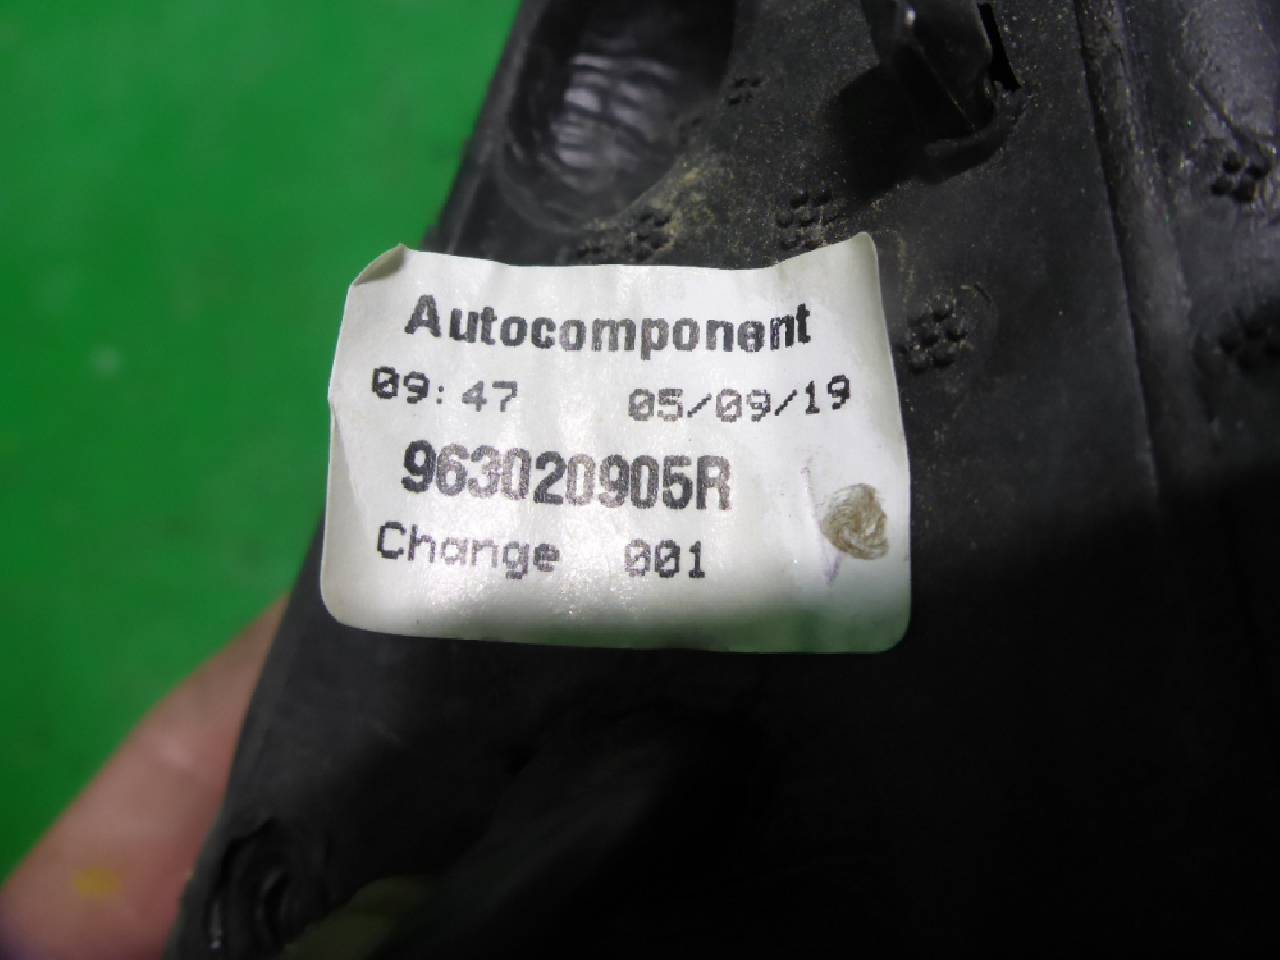 Autocomponent
09:47 05/09/19
963020905R
Change 001